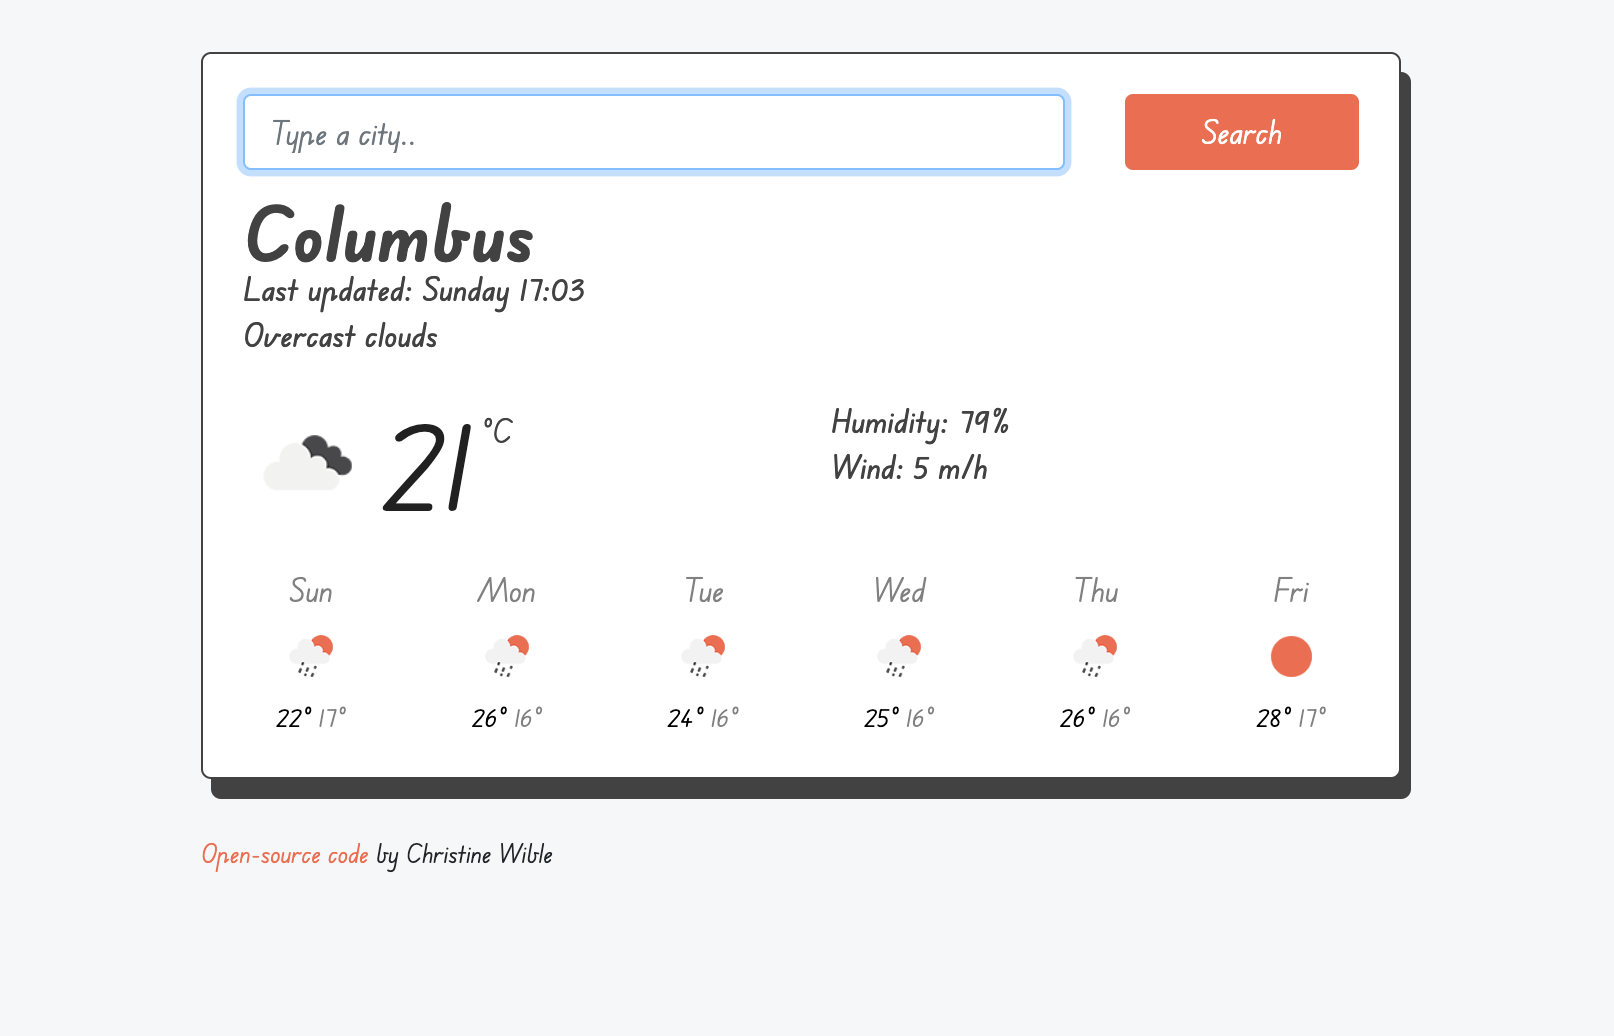 Type a city..
Search
Columbus
Last updated: Sunday 17:03
Overcast clouds
21 °C
Humidity: 79%
Wind: 5 m/h
Sun Mon Tue Wed Thu Fri
22° 17° 26° 16° 24° 16° 25° 16° 26° 16° 28° 17°
Open-source code by Christine Wible